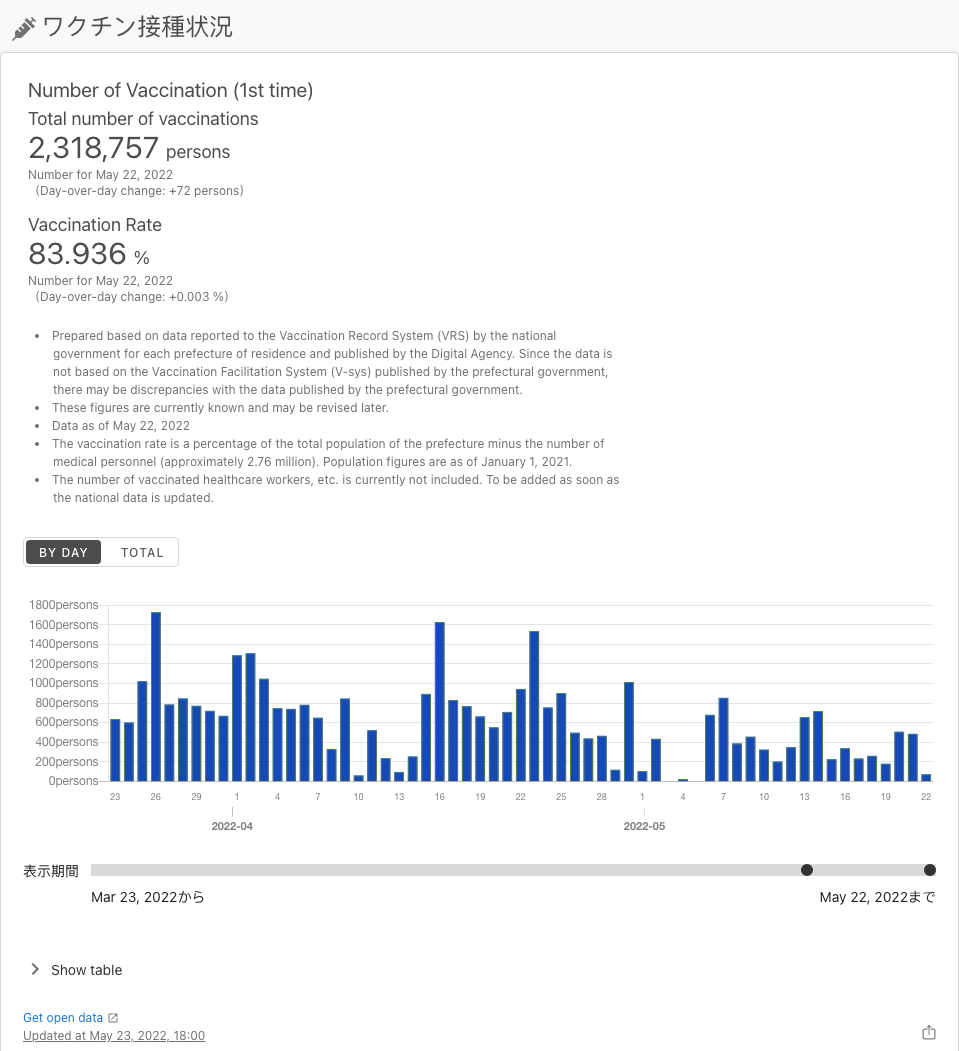 ワクチン接種状況
Number of Vaccination (1st time)
Total number of vaccinations
2,318,757 persons
Number for May 22, 2022
(Day-over-day change: +72 persons)
Vaccination Rate
83.936 %
Number for May 22, 2022
(Day-over-day change: +0.003 %)
• Prepared based on data reported to the Vaccination Record System (VRS) by the national
government for each prefecture of residence and published by the Digital Agency. Since the data is
not based on the Vaccination Facilitation System (V-sys) published by the prefectural government,
there may be discrepancies with the data published by the prefectural government.
• These figures are currently known and may be revised later.
• Data as of May 22, 2022
• The vaccination rate is a percentage of the total population of the prefecture minus the number of
medical personnel (approximately 2.76 million). Population figures are as of January 1, 2021.
• The number of vaccinated healthcare workers, etc. is currently not included. To be added as soon as
the national data is updated.
BY DAY TOTAL
1800persons
1600persons
1400persons
1200persons
1000persons
800persons
600persons
400persons
200persons
0persons
23 26 29 1 4 7 10 13 16 19 22 25 28 1 4 7 10 13 16 19 22
2022-04 2022-05
表示期間
Mar 23, 2022から May 22, 2022まで
Show table
Get open data
Updated at May 23, 2022, 18:00